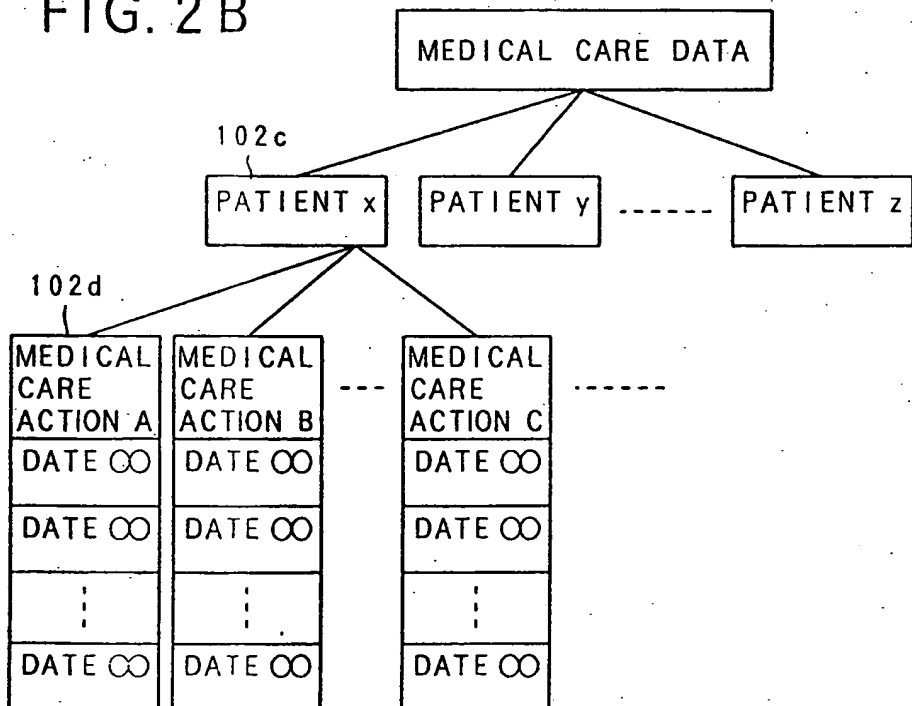 FIG. 2B
MEDICAL CARE DATA
102c
PATIENT x
PATIENT y
PATIENT z
102d
MEDICAL
CARE
ACTION A
MEDICAL
CARE
ACTION B
MEDICAL
CARE
ACTION C
DATE ○○
DATE ○○
DATE ○○
DATE ○○
DATE ○○
DATE ○○
DATE ○○
DATE ○○
DATE ○○